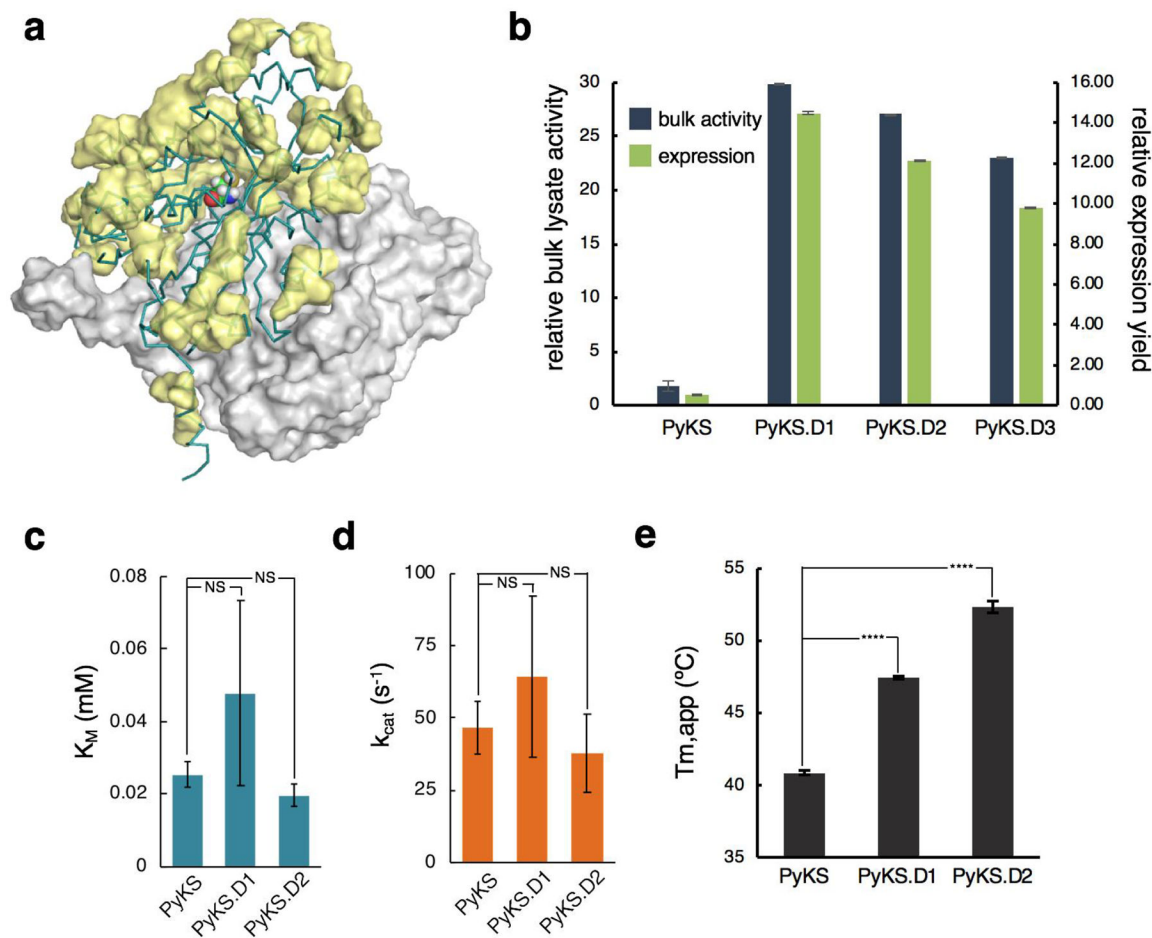 a
b
relative bulk lysate activity
30
25
20
15
10
5
0
bulk activity
expression
16.00
14.00
12.00
10.00
8.00
6.00
4.00
2.00
0.00
relative expression yield
PyKS PyKS.D1 PyKS.D2 PyKS.D3
c
K_M (mM)
0.08
0.06
0.04
0.02
0
NS
NS
PyKS PyKS.D1 PyKS.D2
d
k_cat (s⁻¹)
100
75
50
25
0
NS
NS
PyKS PyKS.D1 PyKS.D2
e
Tm,app (ºC)
55
50
45
40
35
****
****
PyKS PyKS.D1 PyKS.D2